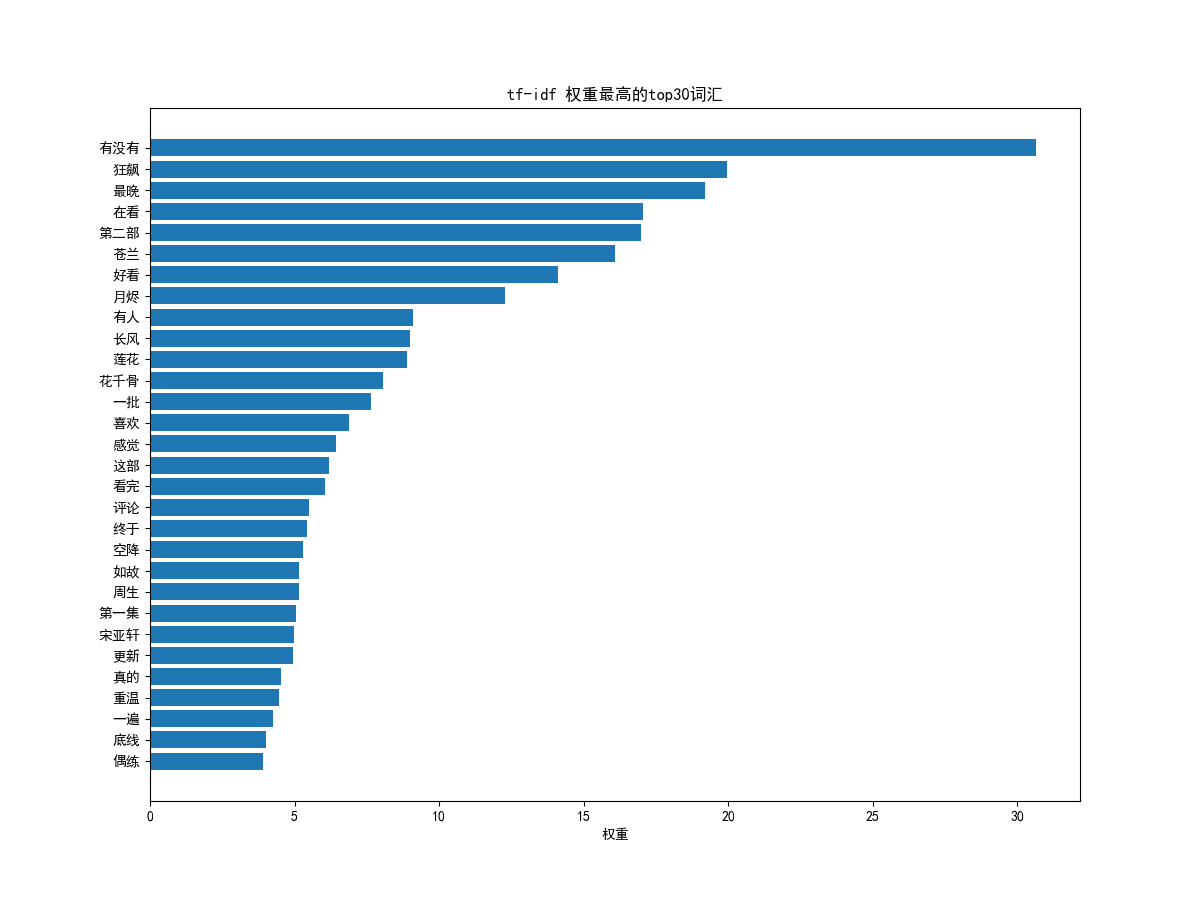 tf-idf 权重最高的top30词汇
有没有
狂飙
最晚
在看
第二部
苍兰
好看
月烬
有人
长风
莲花
花千骨
一批
喜欢
感觉
这部
看完
评论
终于
空降
如故
周生
第一集
宋亚轩
更新
真的
重温
一遍
底线
偶练
0 5 10 15 20 25 30
权重